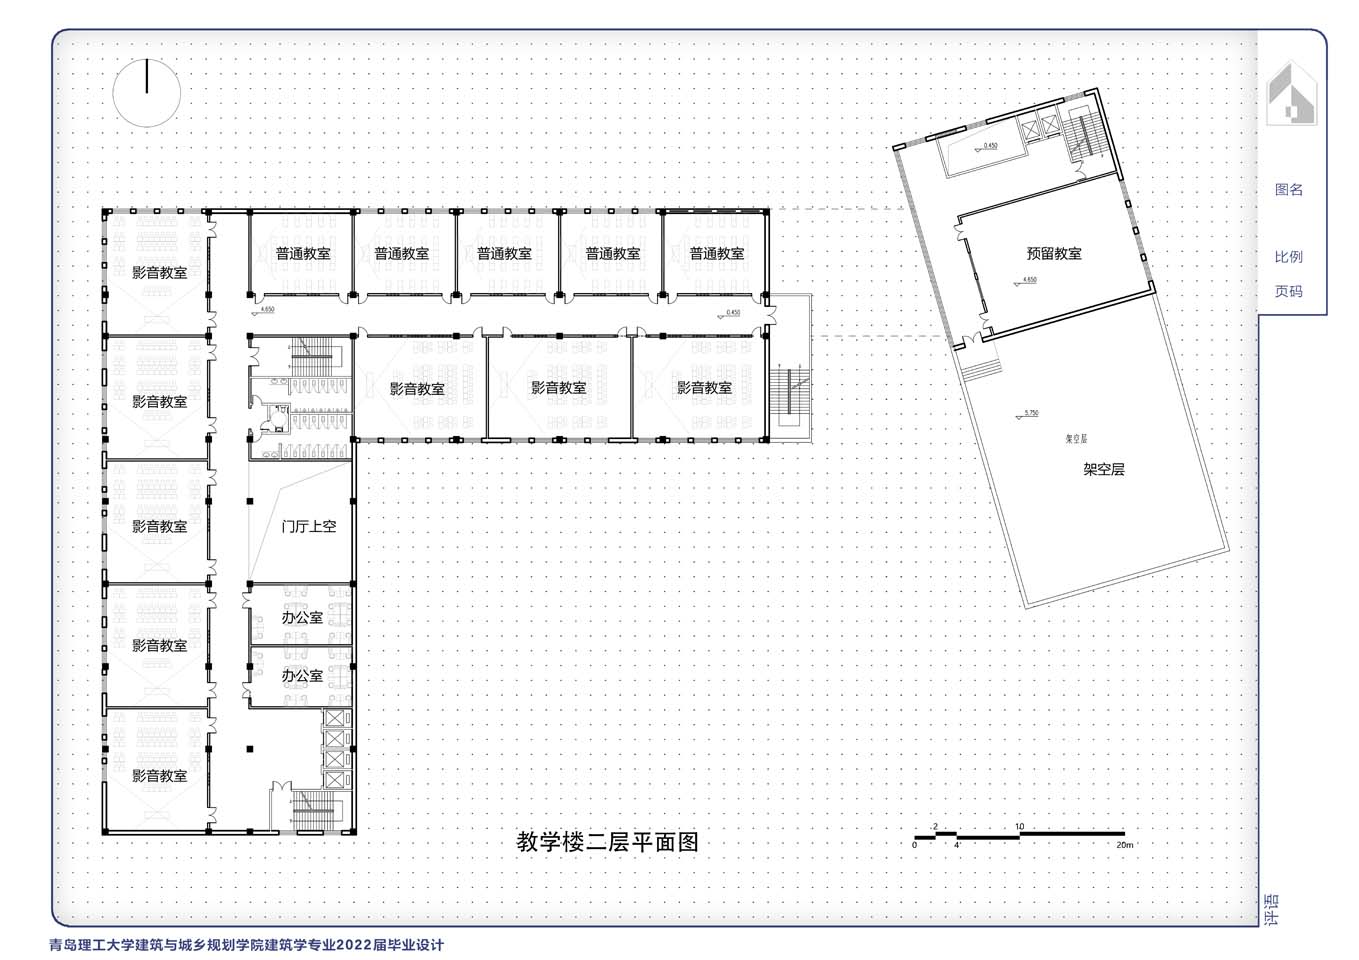 图名
比例
页码
0.450
影音教室
普通教室
普通教室
普通教室
普通教室
普通教室
预留教室
4.650
4.650
0.450
影音教室
影音教室
影音教室
影音教室
5.750
架空层
架空层
影音教室
门厅上空
办公室
影音教室
办公室
影音教室
教学楼二层平面图
2
10
0
4
20m
评语
青岛理工大学建筑与城乡规划学院建筑学专业2022届毕业设计